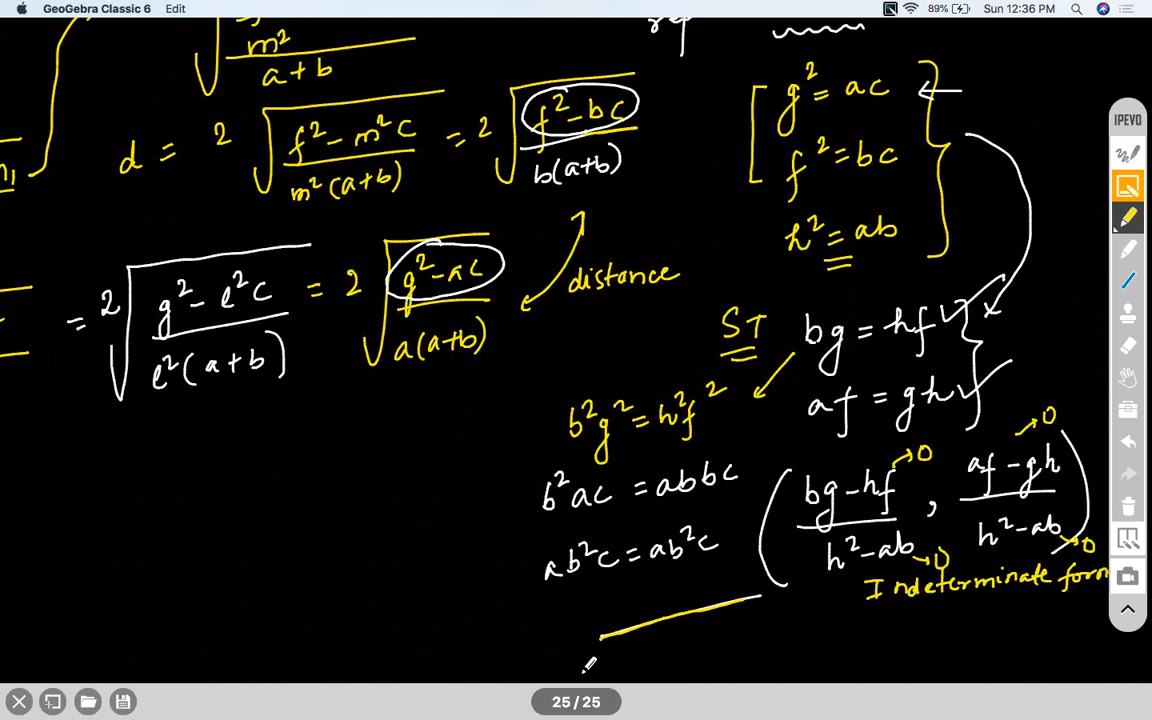 GeoGebra Classic 6 Edit 89% Sun 12:36 PM
m²
a+b
d = 2 √(f² − m²c / m²(a+b)) = 2 √(f² − bc / b(a+b))
= 2 √(g² − l²c / l²(a+b)) = 2 √(g² − ac / a(a+b))
distance
g² = ac
f² = bc
h² = ab
ST bg = hf
af = gh
b²g² = h²f²
b²ac = abbc
ab²c = ab²c
(bg−hf → 0 / h²−ab → 0 , af−gh → 0 / h²−ab → 0)
Indeterminate form
IPEVO
25 / 25